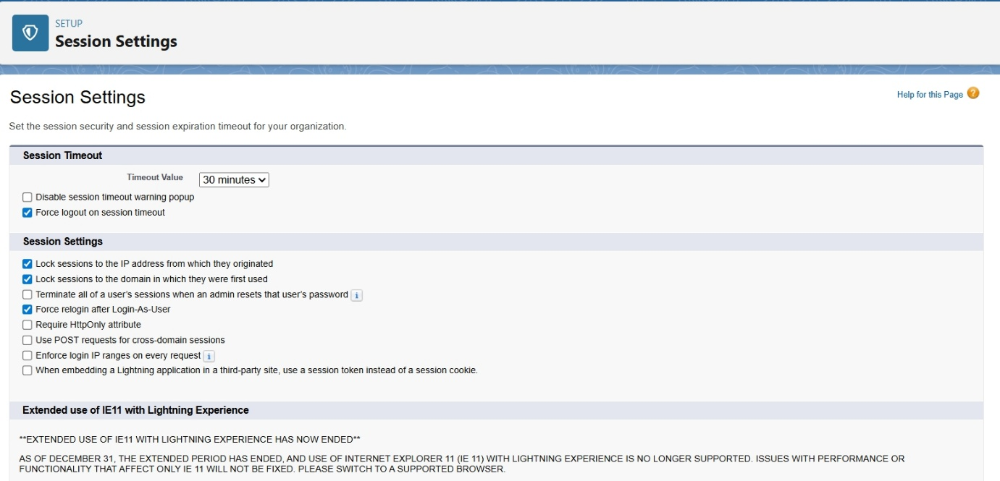 SETUP
Session Settings
Session Settings
Help for this Page ?
Set the session security and session expiration timeout for your organization.
Session Timeout
Timeout Value 30 minutes
Disable session timeout warning popup
Force logout on session timeout
Session Settings
Lock sessions to the IP address from which they originated
Lock sessions to the domain in which they were first used
Terminate all of a user's sessions when an admin resets that user's password i
Force relogin after Login-As-User
Require HttpOnly attribute
Use POST requests for cross-domain sessions
Enforce login IP ranges on every request i
When embedding a Lightning application in a third-party site, use a session token instead of a session cookie.
Extended use of IE11 with Lightning Experience
**EXTENDED USE OF IE11 WITH LIGHTNING EXPERIENCE HAS NOW ENDED**
AS OF DECEMBER 31, THE EXTENDED PERIOD HAS ENDED, AND USE OF INTERNET EXPLORER 11 (IE 11) WITH LIGHTNING EXPERIENCE IS NO LONGER SUPPORTED. ISSUES WITH PERFORMANCE OR
FUNCTIONALITY THAT AFFECT ONLY IE 11 WILL NOT BE FIXED. PLEASE SWITCH TO A SUPPORTED BROWSER.